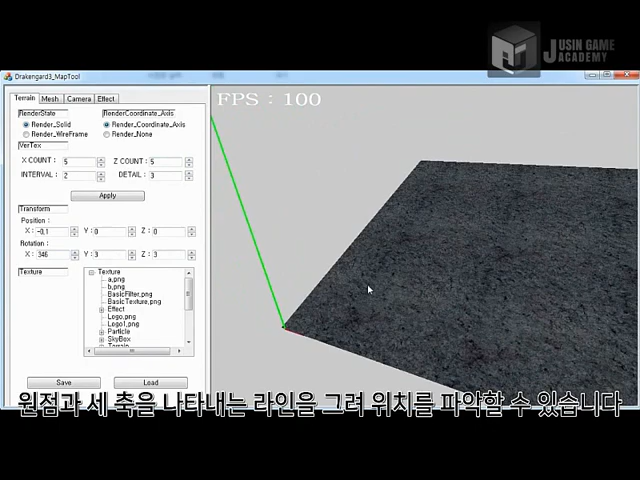 JUSIN GAME
ACADEMY
Drakengard3_MapTool
Terrain Mesh Camera Effect
FPS : 100
RenderState RenderCoordinate_Axis
Render_Solid Render_Coordinate_Axis
Render_WireFrame Render_None
VerTex
X COUNT : 5 Z COUNT : 5
INTERVAL : 2 DETAIL : 3
Apply
Transform
Position :
X: -0.1 Y: 0 Z: 0
Rotation :
X: 346 Y: 3 Z: 3
Texture
Texture
a.png
b.png
BasicFilter.png
BasicTexture.png
Effect
Logo.png
Logo1.png
Particle
SkyBox
Terrain
Save Load
원점과 세 축을 나타내는 라인을 그려 위치를 파악할 수 있습니다